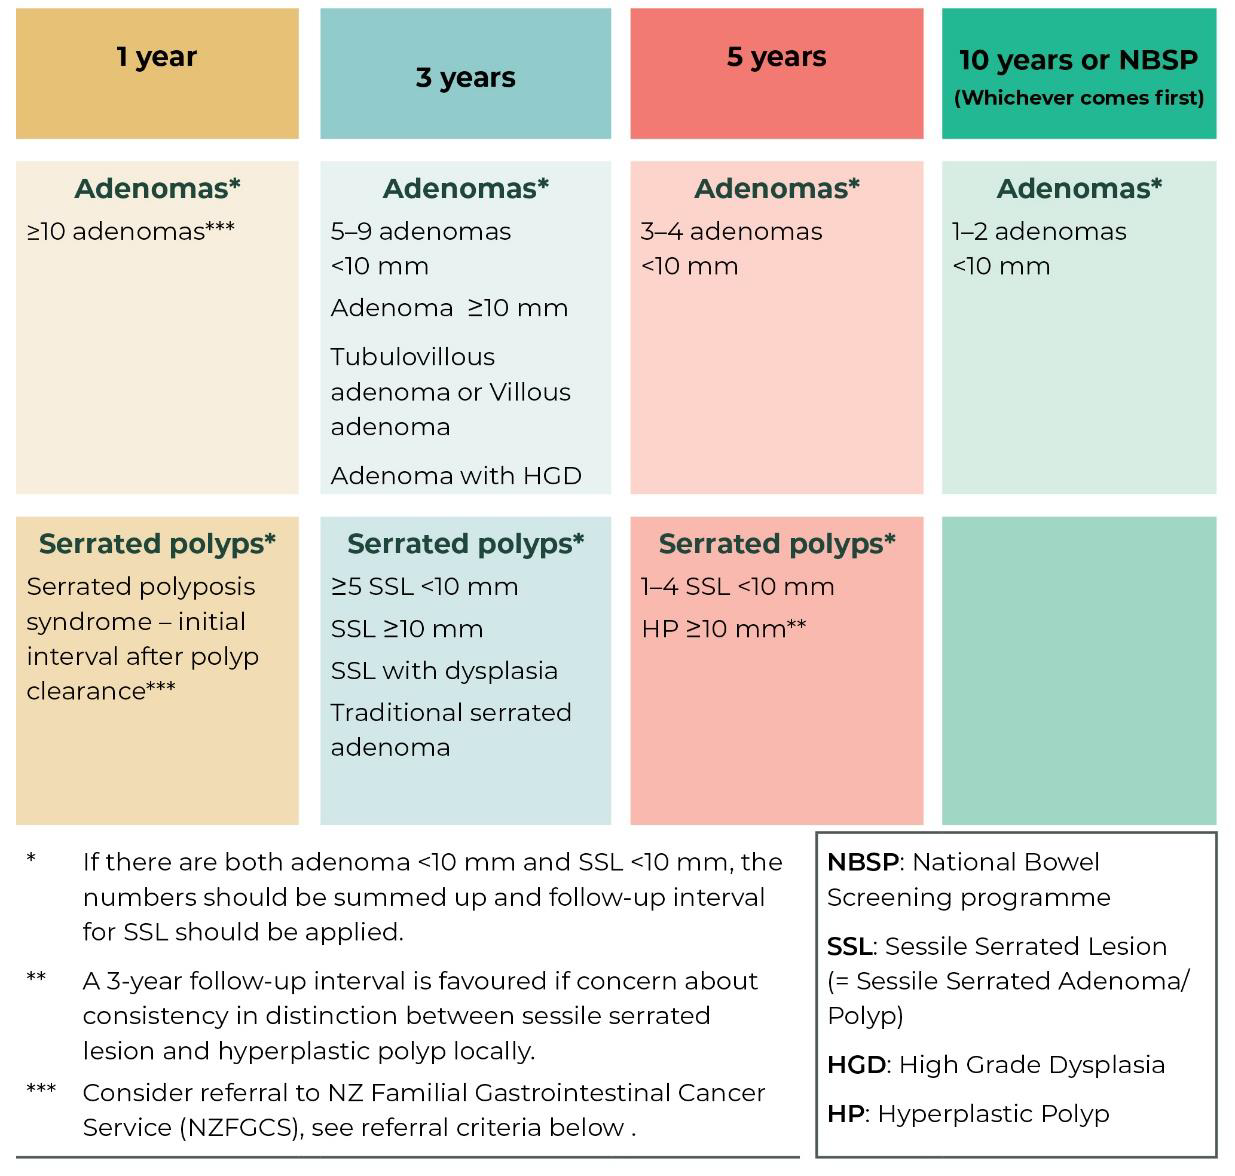 1 year
3 years
5 years
10 years or NBSP
(Whichever comes first)
Adenomas*
≥10 adenomas***
Adenomas*
5–9 adenomas
<10 mm
Adenoma ≥10 mm
Tubulovillous
adenoma or Villous
adenoma
Adenoma with HGD
Adenomas*
3–4 adenomas
<10 mm
Adenomas*
1–2 adenomas
<10 mm
Serrated polyps*
Serrated polyposis
syndrome – initial
interval after polyp
clearance***
Serrated polyps*
≥5 SSL <10 mm
SSL ≥10 mm
SSL with dysplasia
Traditional serrated
adenoma
Serrated polyps*
1–4 SSL <10 mm
HP ≥10 mm**
* If there are both adenoma <10 mm and SSL <10 mm, the
numbers should be summed up and follow-up interval
for SSL should be applied.
** A 3-year follow-up interval is favoured if concern about
consistency in distinction between sessile serrated
lesion and hyperplastic polyp locally.
*** Consider referral to NZ Familial Gastrointestinal Cancer
Service (NZFGCS), see referral criteria below .
NBSP: National Bowel
Screening programme
SSL: Sessile Serrated Lesion
(= Sessile Serrated Adenoma/
Polyp)
HGD: High Grade Dysplasia
HP: Hyperplastic Polyp